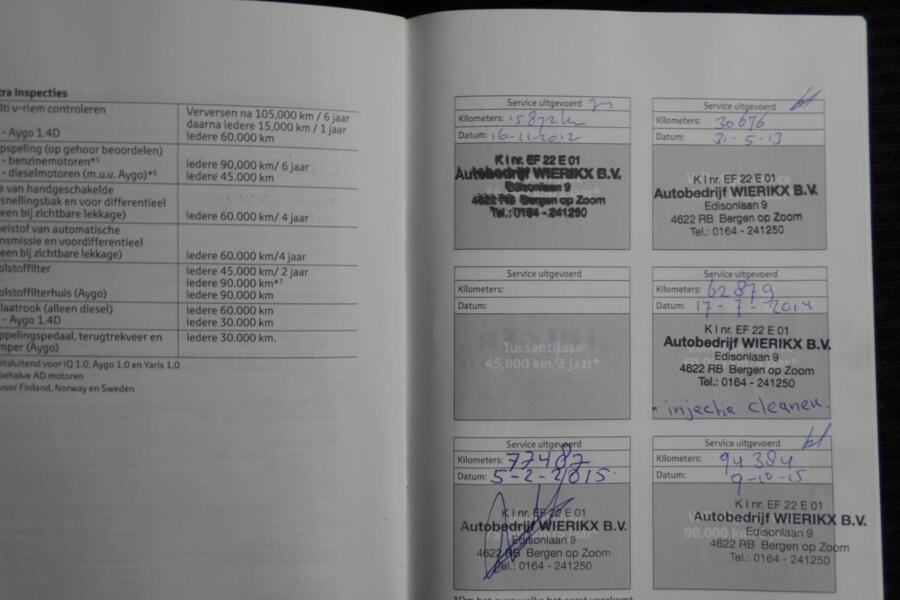 tra Inspecties
lti v-riem controleren
- Aygo 1.4D
Verversen na 105,000 km / 6 jaar
daarna iedere 15,000 km / 1 jaar
iedere 60.000 km
pspeling (op gehoor beoordelen)
- benzinemotoren*5
- dieselmotoren (m.u.v. Aygo)*6
iedere 90,000 km/ 6 jaar
iedere 45.000 km
e van handgeschakelde
snellingsbak en voor differentieel
een bij zichtbare lekkage)
iedere 60.000 km/ 4 jaar
eistof van automatische
nsmissie en voordifferentieel
een bij zichtbare lekkage)
iedere 60.000 km/4 jaar
olstoffilter
olstoffilterhuis (Aygo)
iedere 45.000 km/ 2 jaar
iedere 90.000 km*7
iedere 90.000 km
laatrook (alleen diesel)
- Aygo 1.4D
iedere 60.000 km
iedere 30.000 km
ppelingspedaal, terugtrekveer en
mper (Aygo)
iedere 30.000 km.
itsluitend voor iQ 1.0, Aygo 1.0 en Yaris 1.0
behalve AD motoren
voor Finland, Norway en Sweden
Service uitgevoerd
Kilometers: 15892 km
Datum: 16-11-2012
K I nr. EF 22 E 01
Autobedrijf WIERIKX B.V.
Edisonlaan 9
4622 RB Bergen op Zoom
Tel.: 0164 - 241250
Service uitgevoerd
Kilometers: 30676
Datum: 31-5-13
K I nr. EF 22 E 01
Autobedrijf WIERIKX B.V.
Edisonlaan 9
4622 RB Bergen op Zoom
Tel.: 0164 - 241250
Service uitgevoerd
Kilometers:
Datum:
Tussentijdse
45,000 km/3 jaar*
Service uitgevoerd
Kilometers: 62879
Datum: 17-7-2014
K I nr. EF 22 E 01
Autobedrijf WIERIKX B.V.
Edisonlaan 9
4622 RB Bergen op Zoom
Tel.: 0164 - 241250
- injectie cleaner.
Service uitgevoerd
Kilometers: 77487
Datum: 5-2-2015
K I nr. EF 22 E 01
Autobedrijf WIERIKX B.V.
Edisonlaan 9
4622 RB Bergen op Zoom
Tel.: 0164 - 241250
Service uitgevoerd
Kilometers: 94384
Datum: 9-10-15
K I nr. EF 22 E 01
Autobedrijf WIERIKX B.V.
Edisonlaan 9
4622 RB Bergen op Zoom
Tel.: 0164 - 241250